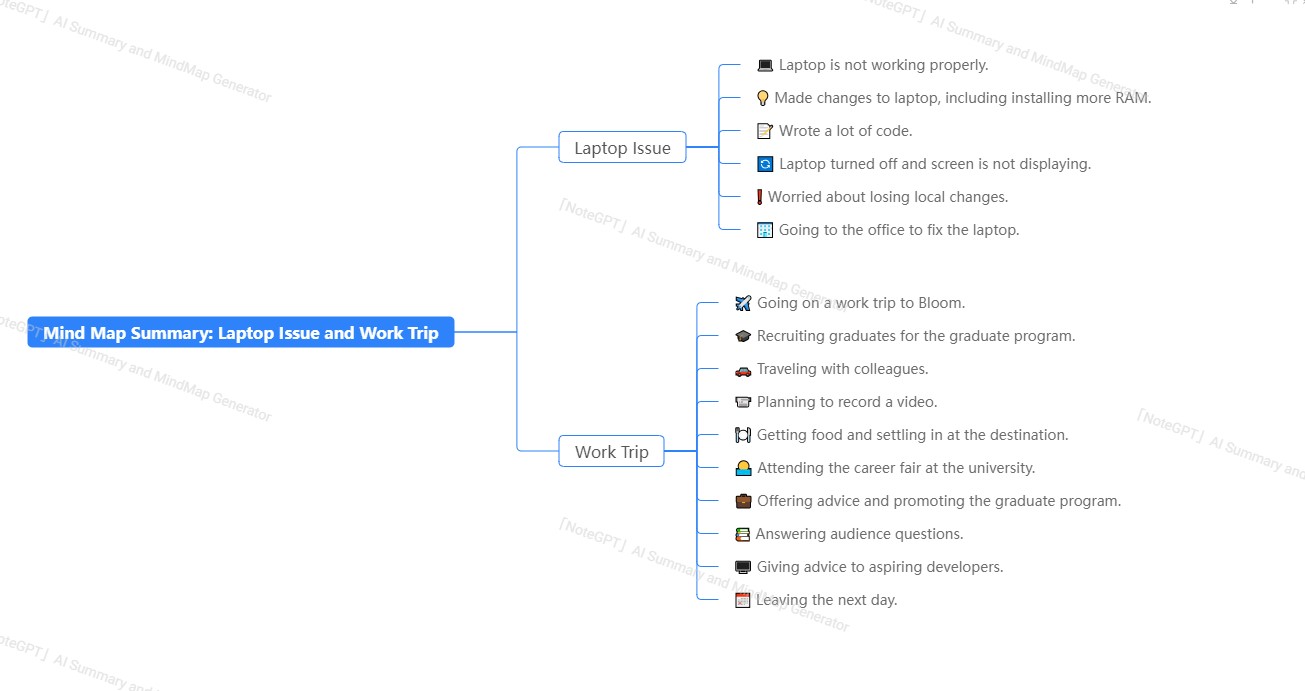 「NoteGPT」AI Summary and MindMap Generator
「NoteGPT」AI Summary and MindMap Generator
💻 Laptop is not working properly.
💡 Made changes to laptop, including installing more RAM.
📝 Wrote a lot of code.
Laptop Issue
🔄 Laptop turned off and screen is not displaying.
❗ Worried about losing local changes.
🏢 Going to the office to fix the laptop.
「NoteGPT」AI Summary and MindMap Generator
Mind Map Summary: Laptop Issue and Work Trip
NoteGPT」AI Summary and MindMap Generator
✈️ Going on a work trip to Bloom.
🎓 Recruiting graduates for the graduate program.
🚗 Traveling with colleagues.
📹 Planning to record a video.
🍽️ Getting food and settling in at the destination.
Work Trip
🌅 Attending the career fair at the university.
💼 Offering advice and promoting the graduate program.
📚 Answering audience questions.
🖥️ Giving advice to aspiring developers.
📅 Leaving the next day.
「NoteGPT」AI Summary and
「NoteGPT」AI Summary and MindMap Generator
NoteGPT」AI Summary and